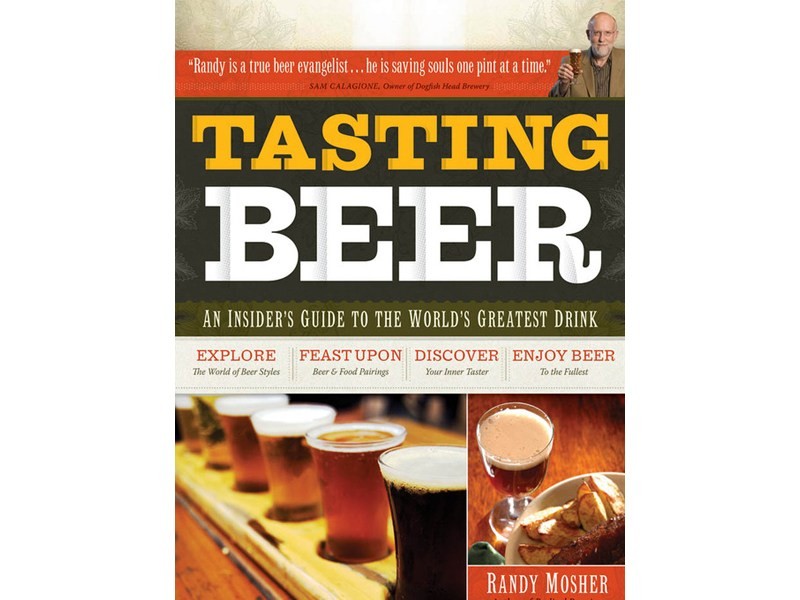 “Randy is a true beer evangelist . . . he is saving souls one pint at a time.”
SAM CALAGIONE, Owner of Dogfish Head Brewery
TASTING
BEER
AN INSIDER'S GUIDE TO THE WORLD'S GREATEST DRINK
EXPLORE
The World of Beer Styles
FEAST UPON
Beer & Food Pairings
DISCOVER
Your Inner Taster
ENJOY BEER
To the Fullest
RANDY MOSHER